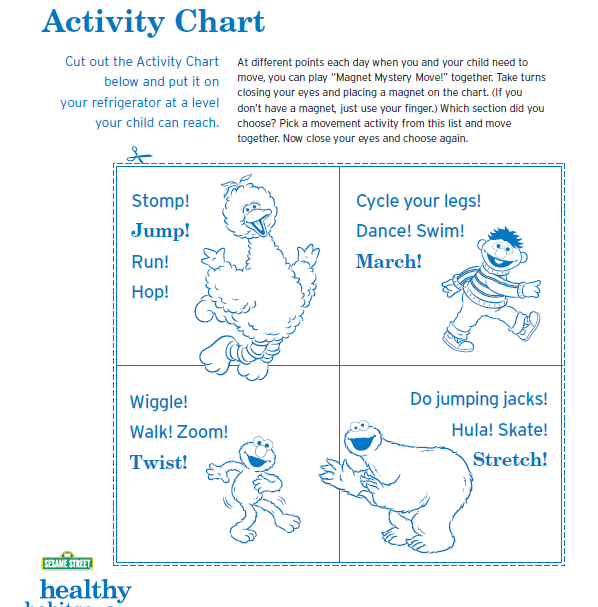 Activity Chart
Cut out the Activity Chart
below and put it on
your refrigerator at a level
your child can reach.
At different points each day when you and your child need to
move, you can play “Magnet Mystery Move!” together. Take turns
closing your eyes and placing a magnet on the chart. (If you
don’t have a magnet, just use your finger.) Which section did you
choose? Pick a movement activity from this list and move
together. Now close your eyes and choose again.
Stomp!
Jump!
Run!
Hop!
Cycle your legs!
Dance! Swim!
March!
Wiggle!
Walk! Zoom!
Twist!
Do jumping jacks!
Hula! Skate!
Stretch!
SESAME STREET
healthy